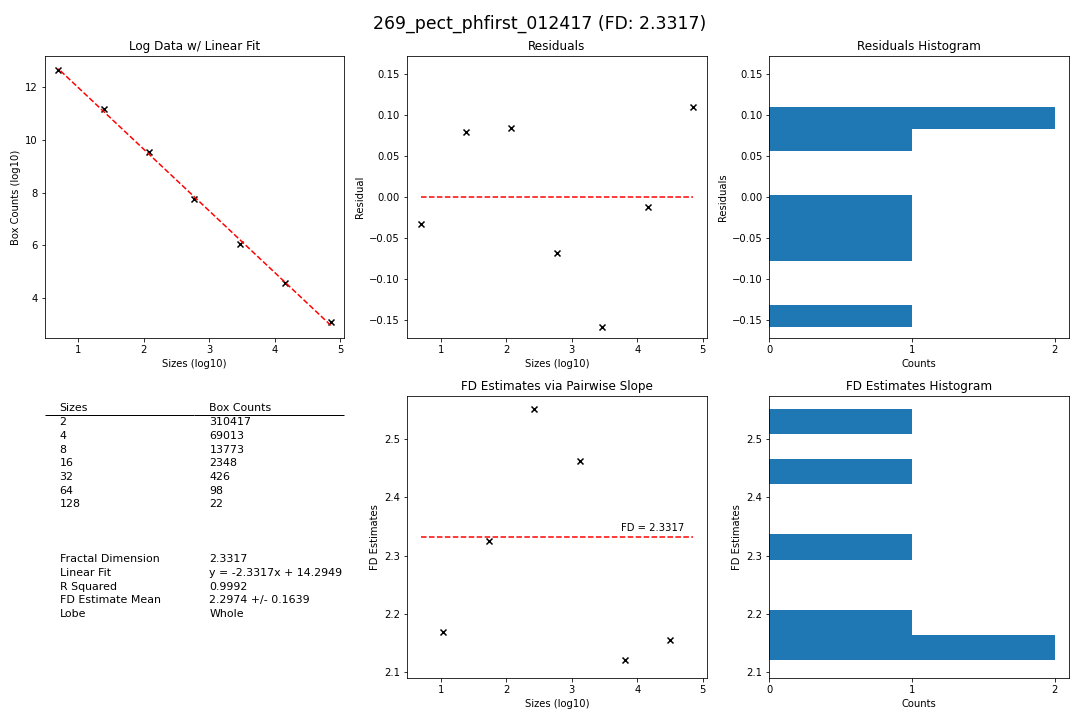 269_pect_phfirst_012417 (FD: 2.3317)
Log Data w/ Linear Fit
12
10
8
6
4
Box Counts (log10)
1 2 3 4 5
Sizes (log10)
Residuals
0.15
0.10
0.05
0.00
−0.05
−0.10
−0.15
Residual
1 2 3 4 5
Sizes (log10)
Residuals Histogram
0.15
0.10
0.05
0.00
−0.05
−0.10
−0.15
Residuals
0 1 2
Counts
Sizes Box Counts
2 310417
4 69013
8 13773
16 2348
32 426
64 98
128 22
Fractal Dimension 2.3317
Linear Fit y = -2.3317x + 14.2949
R Squared 0.9992
FD Estimate Mean 2.2974 +/- 0.1639
Lobe Whole
FD Estimates via Pairwise Slope
2.5
2.4
2.3
2.2
2.1
FD Estimates
FD = 2.3317
1 2 3 4 5
Sizes (log10)
FD Estimates Histogram
2.5
2.4
2.3
2.2
2.1
FD Estimates
0 1 2
Counts